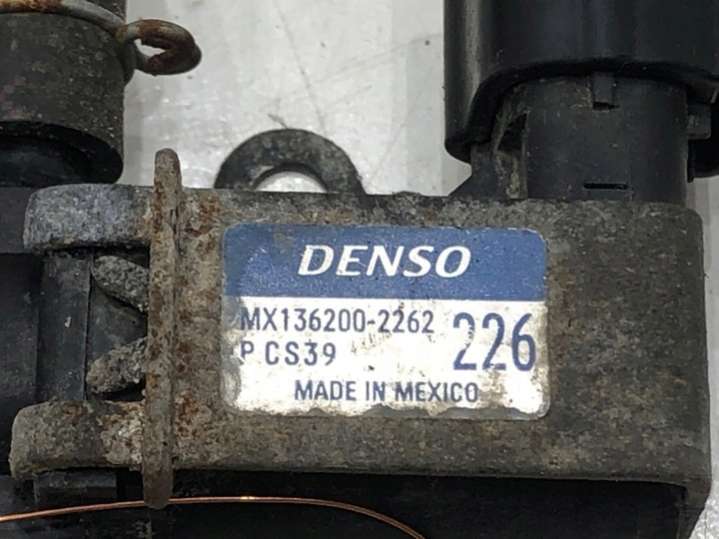 DENSO
MX136200-2262
P CS39 226
MADE IN MEXICO